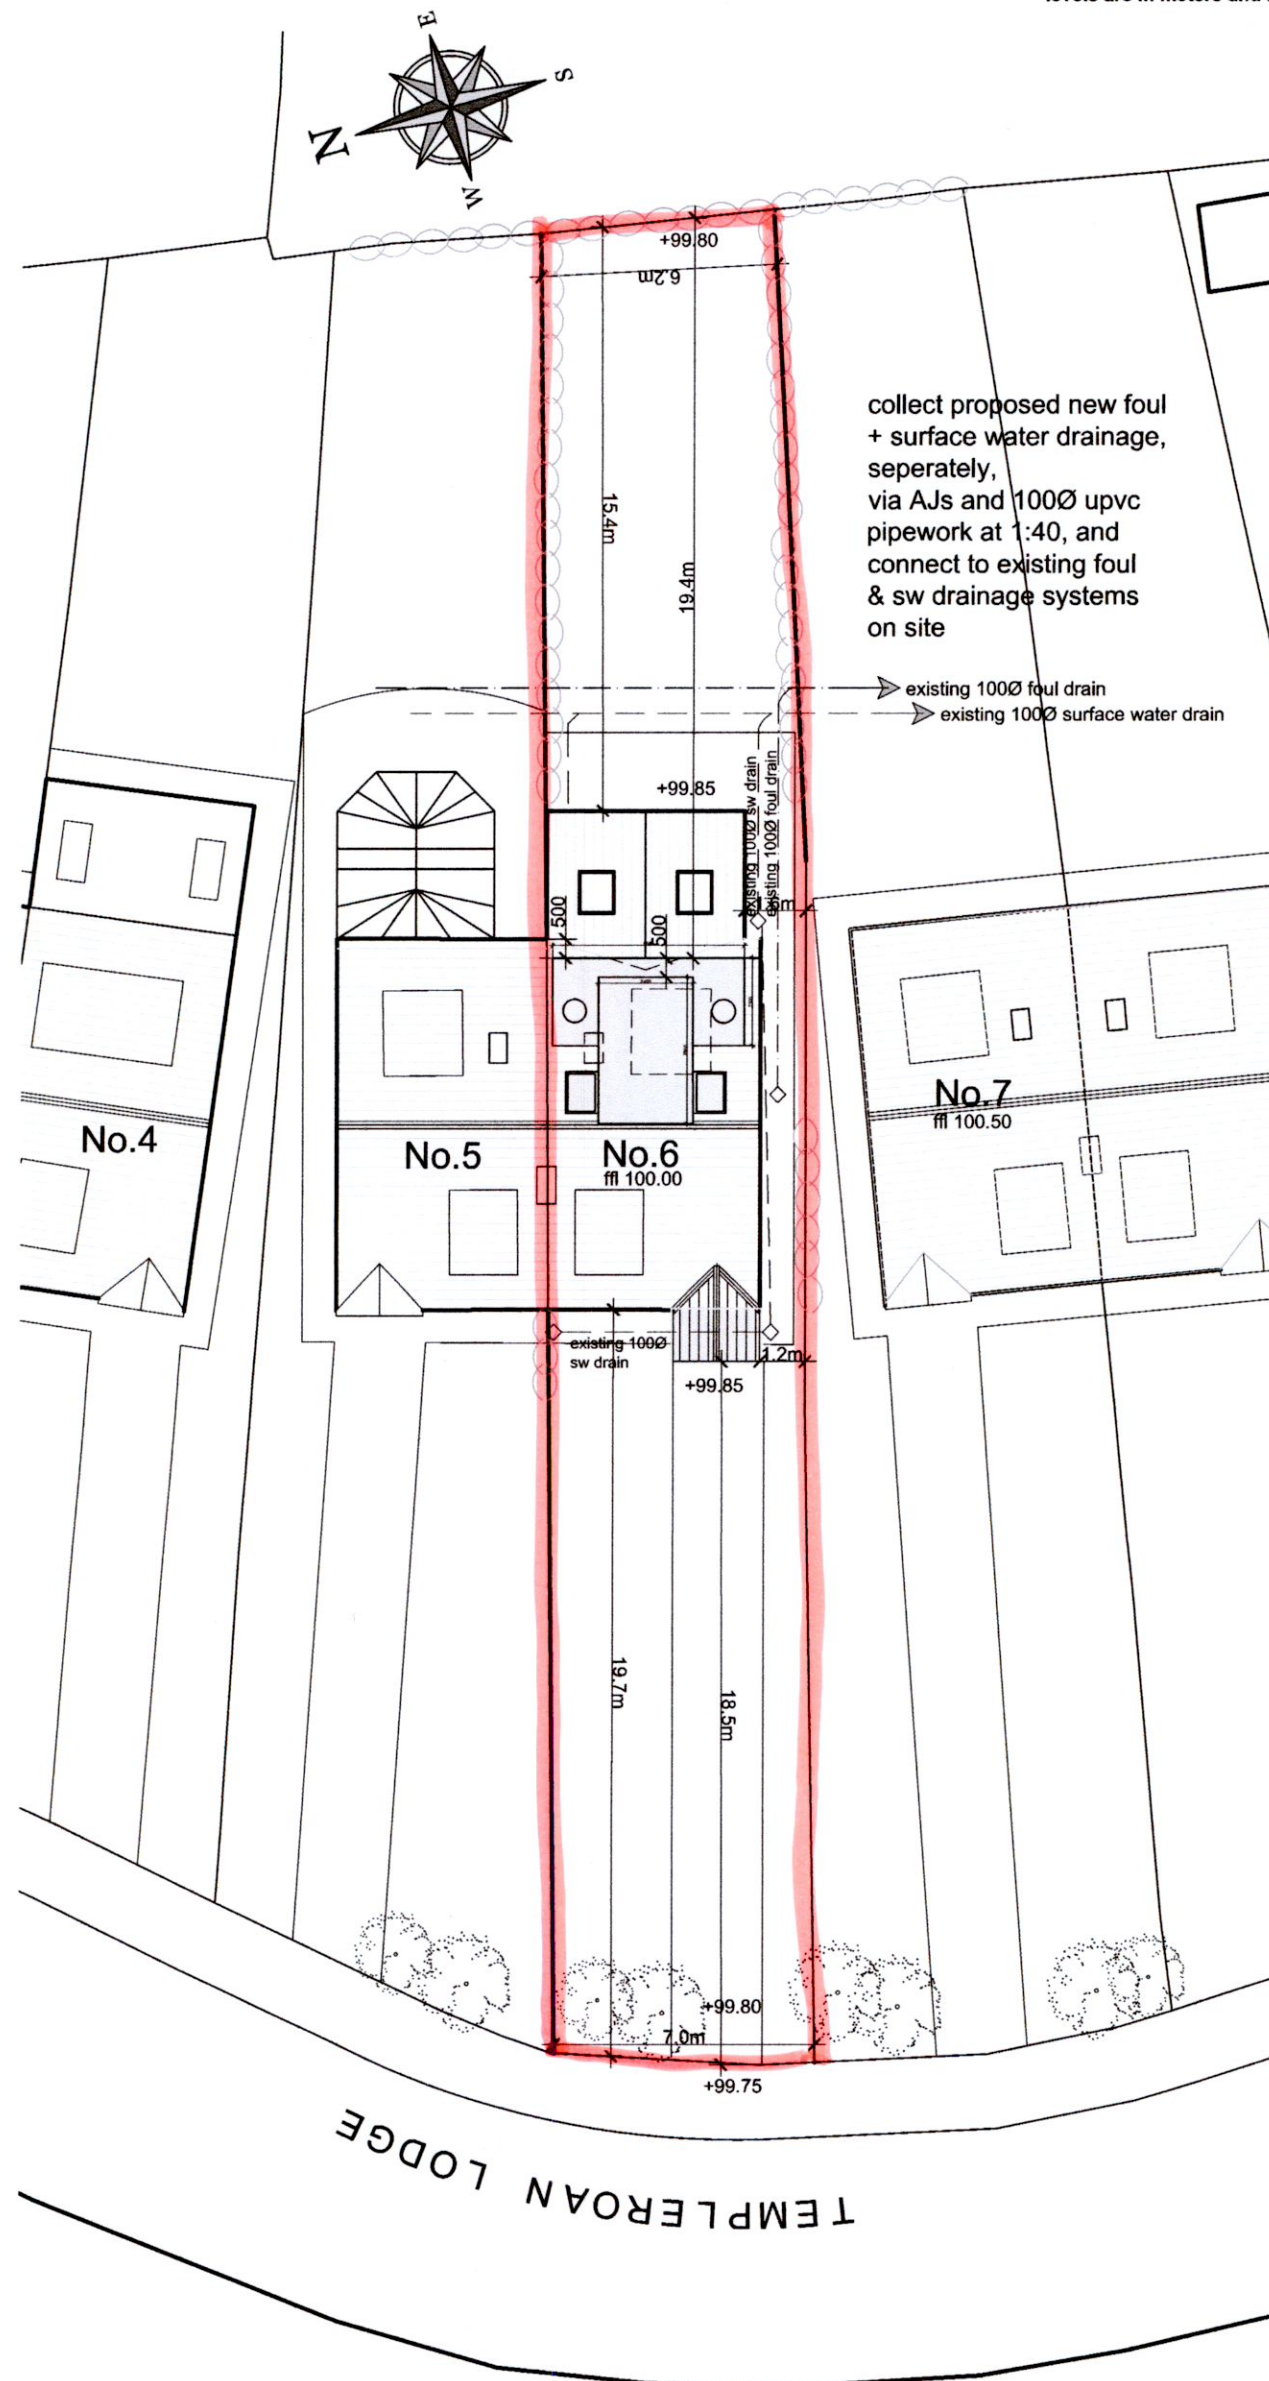 E
S
N
W
+99.80
6.2m
collect proposed new foul
+ surface water drainage,
seperately,
via AJs and 100Ø upvc
pipework at 1:40, and
connect to existing foul
& sw drainage systems
on site
15.4m
19.4m
existing 100Ø foul drain
existing 100Ø surface water drain
+99.85
existing 100Ø sw drain
existing 100Ø foul drain
500
500
No.4
No.5
No.6
ffl 100.00
No.7
ffl 100.50
existing 100Ø
sw drain
1.2m
+99.85
19.7m
18.5m
+99.80
7.0m
+99.75
TEMPLEROAN LODGE